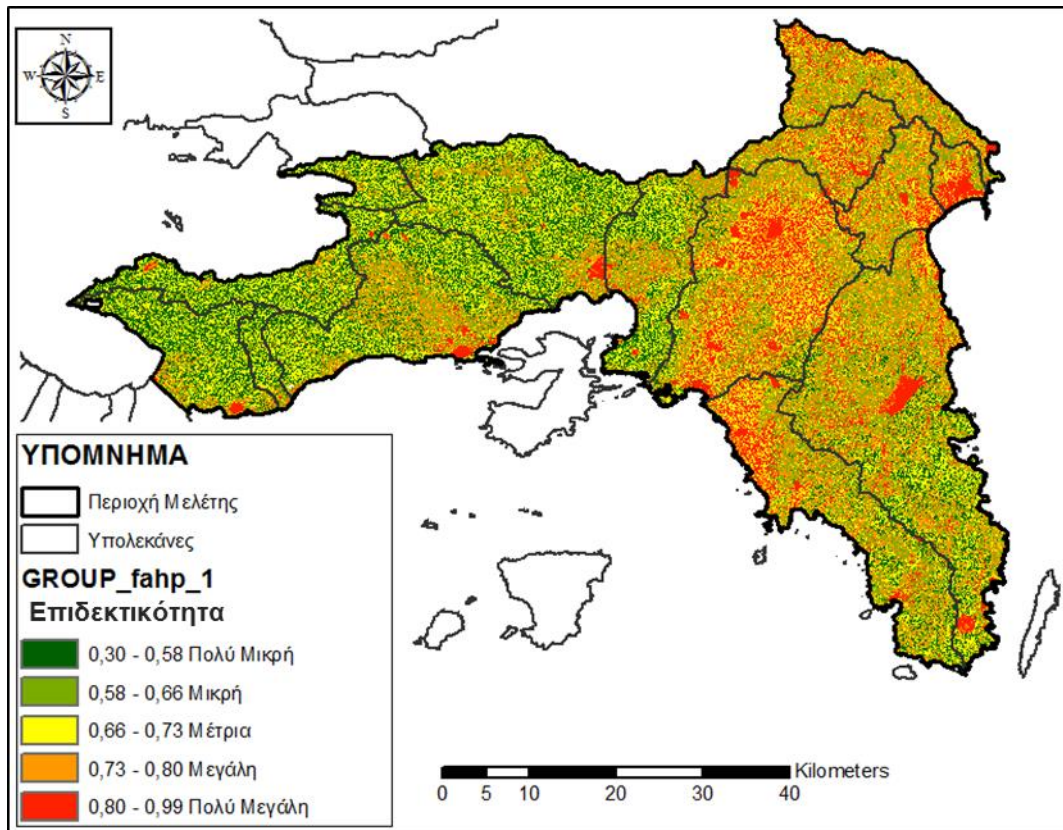 N
W E
S
ΥΠΟΜΝΗΜΑ
Περιοχή Μελέτης
Υπολεκάνες
GROUP_fahp_1
Επιδεκτικότητα
0,30 - 0,58 Πολύ Μικρή
0,58 - 0,66 Μικρή
0,66 - 0,73 Μέτρια
0,73 - 0,80 Μεγάλη
0,80 - 0,99 Πολύ Μεγάλη
Kilometers
0 5 10 20 30 40